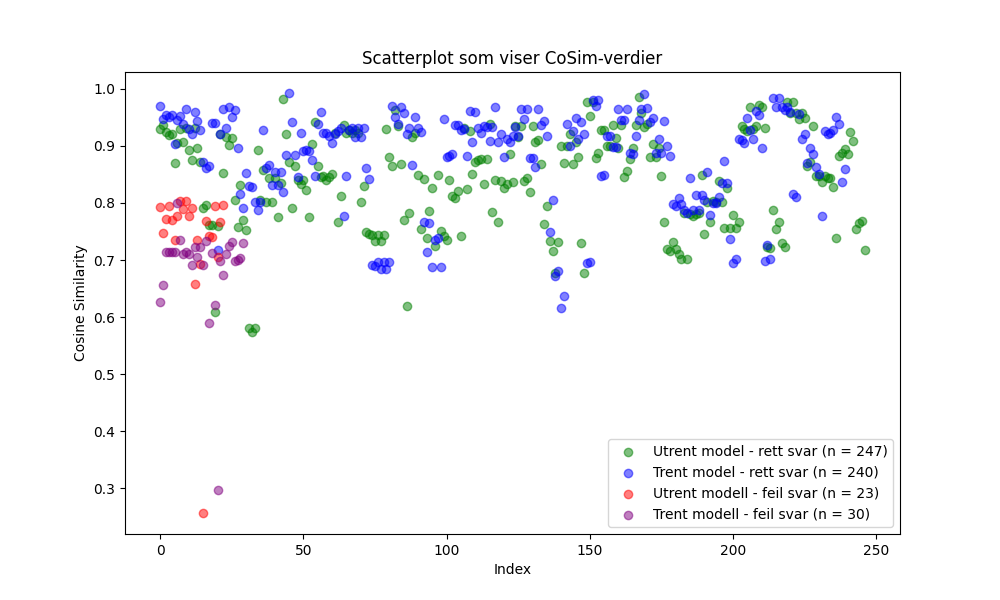 Scatterplot som viser CoSim-verdier
Cosine Similarity
1.0
0.9
0.8
0.7
0.6
0.5
0.4
0.3
Utrent model - rett svar (n = 247)
Trent model - rett svar (n = 240)
Utrent modell - feil svar (n = 23)
Trent modell - feil svar (n = 30)
0
50
100
150
200
250
Index